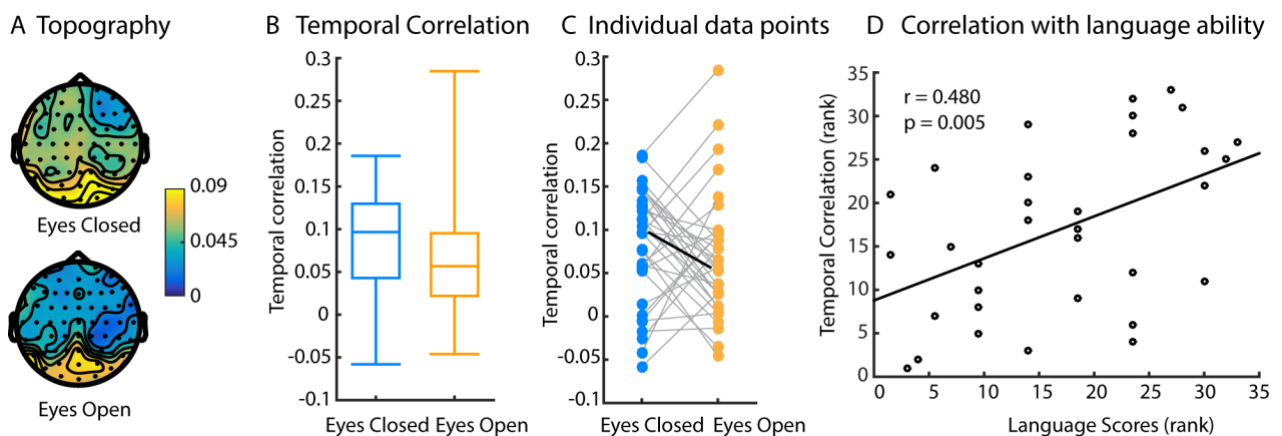 A Topography
Eyes Closed
0.09
0.045
0
Eyes Open
B Temporal Correlation
Temporal correlation
0.3
0.25
0.2
0.15
0.1
0.05
0
-0.05
-0.1
Eyes Closed Eyes Open
C Individual data points
Temporal correlation
0.3
0.25
0.2
0.15
0.1
0.05
0
-0.05
-0.1
Eyes Closed Eyes Open
D Correlation with language ability
Temporal Correlation (rank)
35
30
25
20
15
10
5
0
r = 0.480
p = 0.005
0 5 10 15 20 25 30 35
Language Scores (rank)